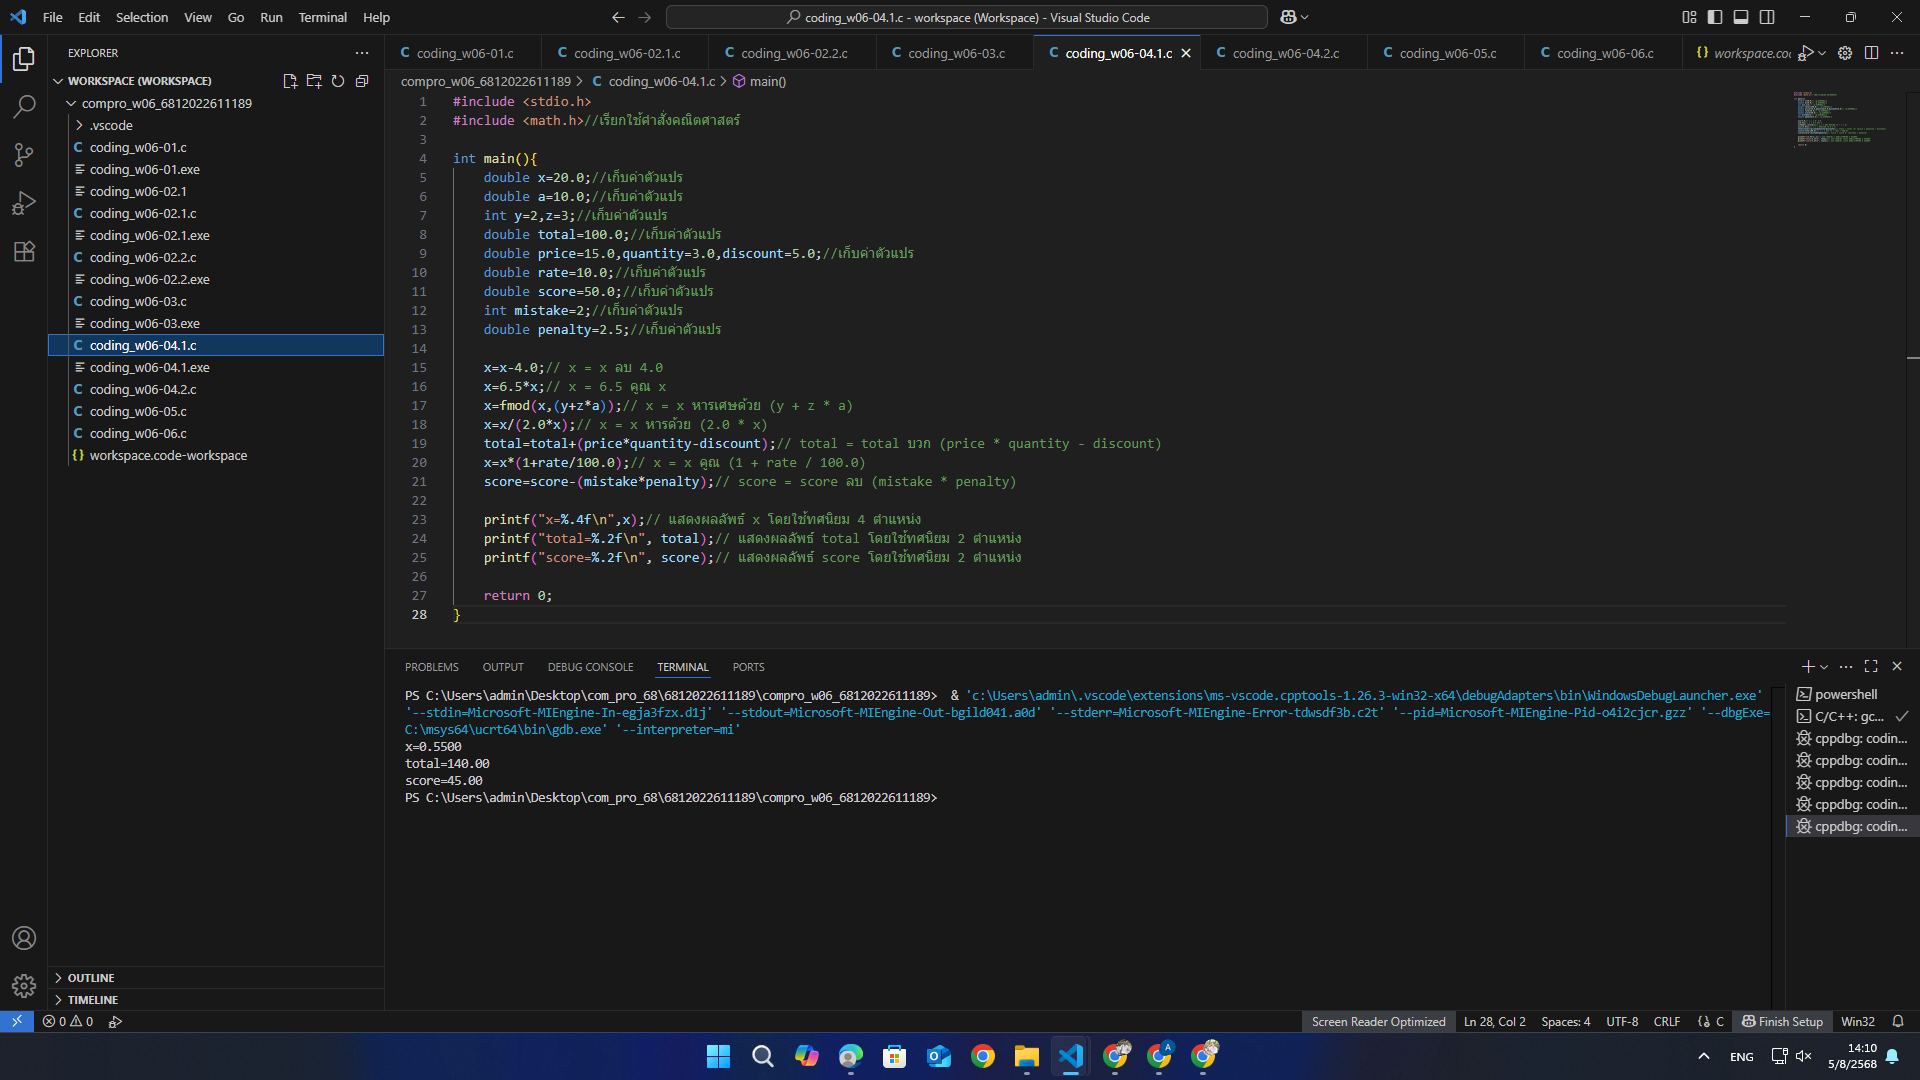 File Edit Selection View Go Run Terminal Help
coding_w06-04.1.c - workspace (Workspace) - Visual Studio Code
EXPLORER
WORKSPACE (WORKSPACE)
compro_w06_6812022611189
.vscode
coding_w06-01.c
coding_w06-01.exe
coding_w06-02.1
coding_w06-02.1.c
coding_w06-02.1.exe
coding_w06-02.2.c
coding_w06-02.2.exe
coding_w06-03.c
coding_w06-03.exe
coding_w06-04.1.c
coding_w06-04.1.exe
coding_w06-04.2.c
coding_w06-05.c
coding_w06-06.c
workspace.code-workspace
OUTLINE
TIMELINE
coding_w06-01.c coding_w06-02.1.c coding_w06-02.2.c coding_w06-03.c coding_w06-04.1.c coding_w06-04.2.c coding_w06-05.c coding_w06-06.c workspace.co
compro_w06_6812022611189 > C coding_w06-04.1.c > main()
1 #include <stdio.h>
2 #include <math.h>//เรียกใช้คำสั่งคณิตศาสตร์
3
4 int main(){
5 double x=20.0;//เก็บค่าตัวแปร
6 double a=10.0;//เก็บค่าตัวแปร
7 int y=2,z=3;//เก็บค่าตัวแปร
8 double total=100.0;//เก็บค่าตัวแปร
9 double price=15.0,quantity=3.0,discount=5.0;//เก็บค่าตัวแปร
10 double rate=10.0;//เก็บค่าตัวแปร
11 double score=50.0;//เก็บค่าตัวแปร
12 int mistake=2;//เก็บค่าตัวแปร
13 double penalty=2.5;//เก็บค่าตัวแปร
14
15 x=x-4.0;// x = x ลบ 4.0
16 x=6.5*x;// x = 6.5 คูณ x
17 x=fmod(x,(y+z*a));// x = x หารเศษด้วย (y + z * a)
18 x=x/(2.0*x);// x = x หารด้วย (2.0 * x)
19 total=total+(price*quantity-discount);// total = total บวก (price * quantity - discount)
20 x=x*(1+rate/100.0);// x = x คูณ (1 + rate / 100.0)
21 score=score-(mistake*penalty);// score = score ลบ (mistake * penalty)
22
23 printf("x=%.4f\n",x);// แสดงผลลัพธ์ x โดยใช้ทศนิยม 4 ตำแหน่ง
24 printf("total=%.2f\n", total);// แสดงผลลัพธ์ total โดยใช้ทศนิยม 2 ตำแหน่ง
25 printf("score=%.2f\n", score);// แสดงผลลัพธ์ score โดยใช้ทศนิยม 2 ตำแหน่ง
26
27 return 0;
28 }
PROBLEMS OUTPUT DEBUG CONSOLE TERMINAL PORTS
PS C:\Users\admin\Desktop\com_pro_68\6812022611189\compro_w06_6812022611189> & 'c:\Users\admin\.vscode\extensions\ms-vscode.cpptools-1.26.3-win32-x64\debugAdapters\bin\WindowsDebugLauncher.exe'
'--stdin=Microsoft-MIEngine-In-egja3fzx.d1j' '--stdout=Microsoft-MIEngine-Out-bgild041.a0d' '--stderr=Microsoft-MIEngine-Error-tdwsdf3b.c2t' '--pid=Microsoft-MIEngine-Pid-o4i2cjcr.gzz' '--dbgExe=
C:\msys64\ucrt64\bin\gdb.exe' '--interpreter=mi'
x=0.5500
total=140.00
score=45.00
PS C:\Users\admin\Desktop\com_pro_68\6812022611189\compro_w06_6812022611189>
powershell
C/C++: gc...
cppdbg: codin...
cppdbg: codin...
cppdbg: codin...
cppdbg: codin...
cppdbg: codin...
0 0 Screen Reader Optimized Ln 28, Col 2 Spaces: 4 UTF-8 CRLF C Finish Setup Win32
ENG 14:10
5/8/2568